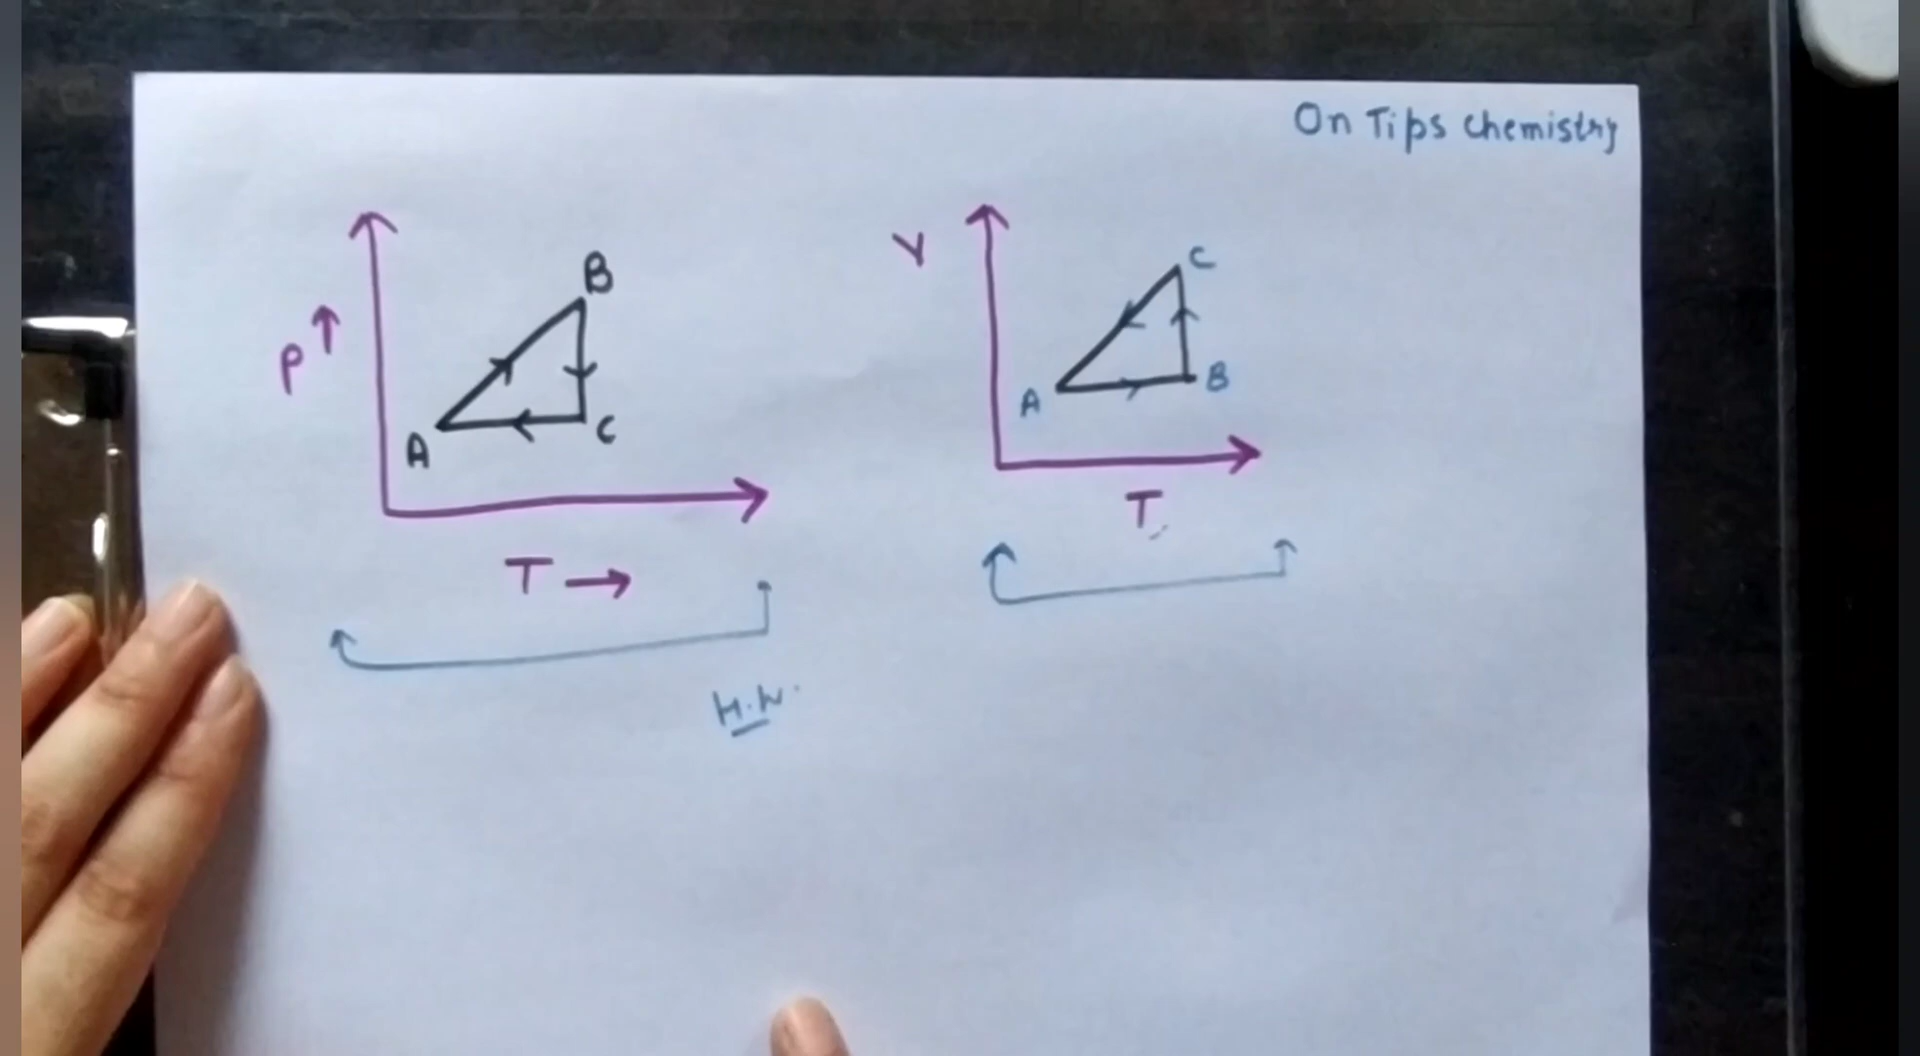 On Tips Chemistry
P↑
B
A
C
T →
V
C
A
B
T
H.W.